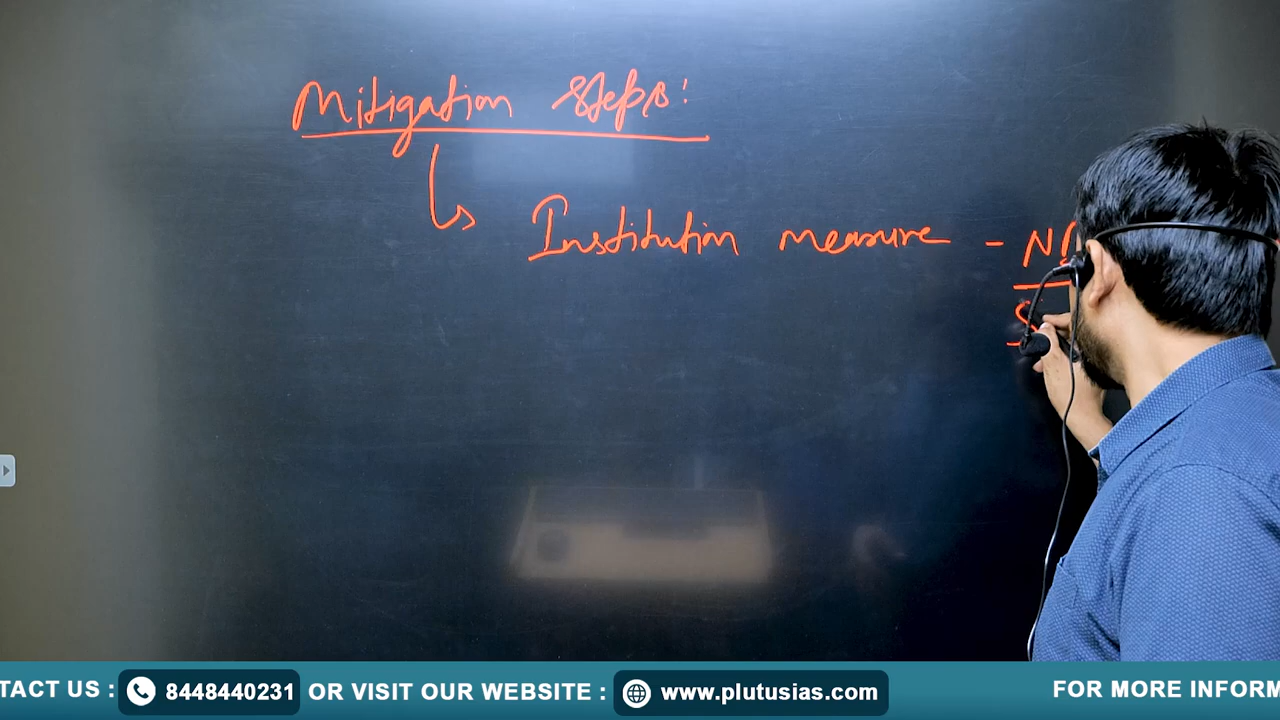 Mitigation steps:
Institution measure -
TACT US : 8448440231 OR VISIT OUR WEBSITE : www.plutusias.com FOR MORE INFORM